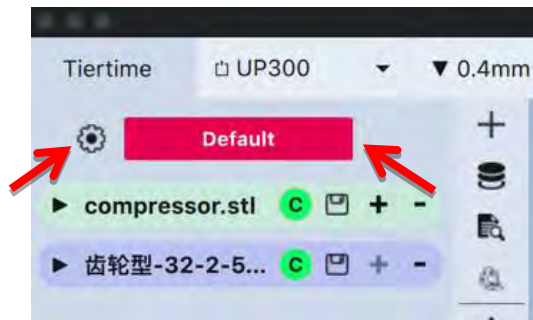 Tiertime UP300 ▼ 0.4mm
Default
compressor.stl C + -
齿轮型-32-2-5... C + -